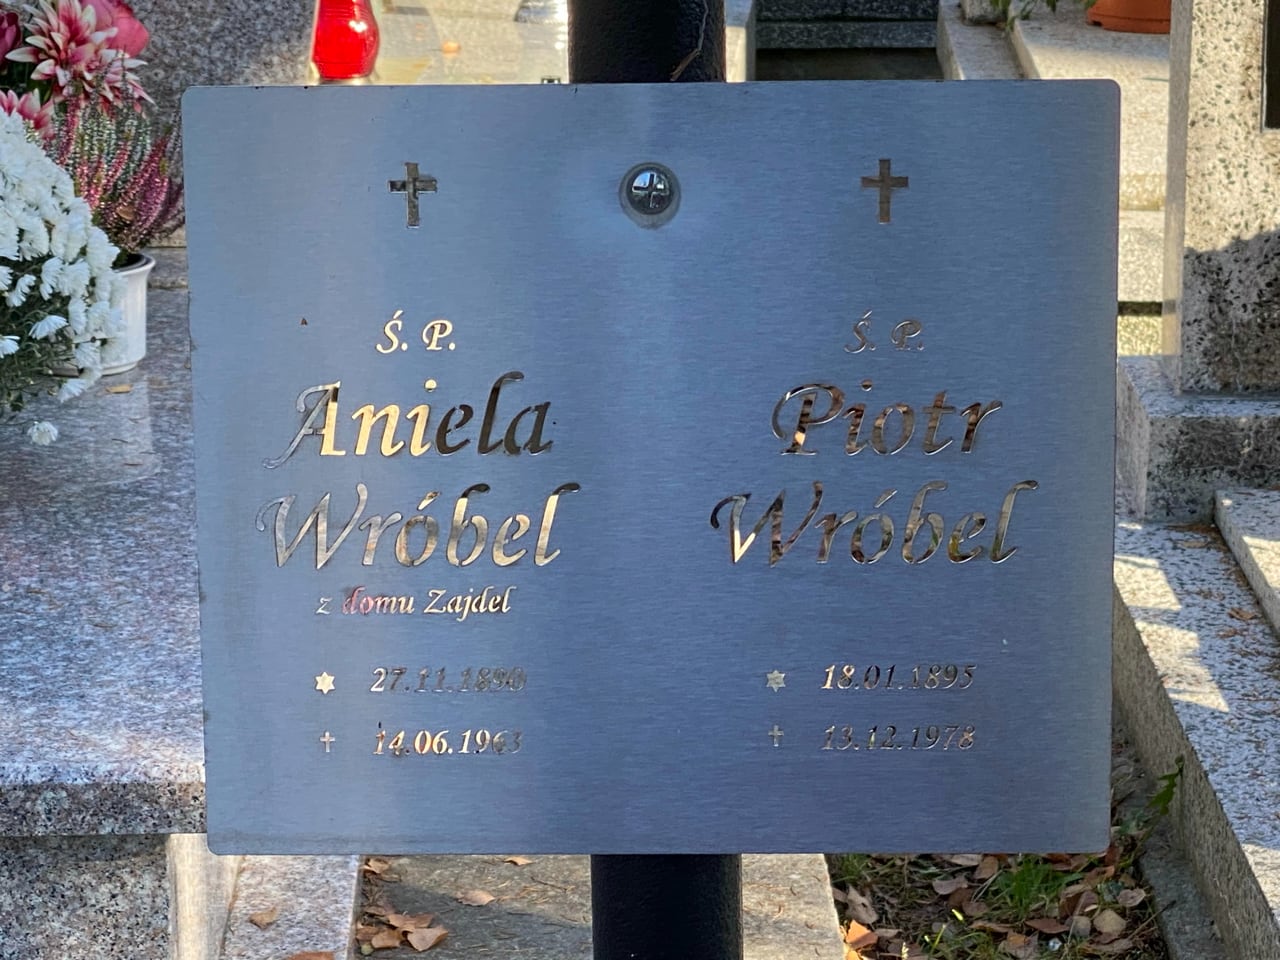 Ś. P.
Aniela
Wróbel
z domu Zajdel
27.11.1890
14.06.1963
Ś. P.
Piotr
Wróbel
18.01.1895
13.12.1978